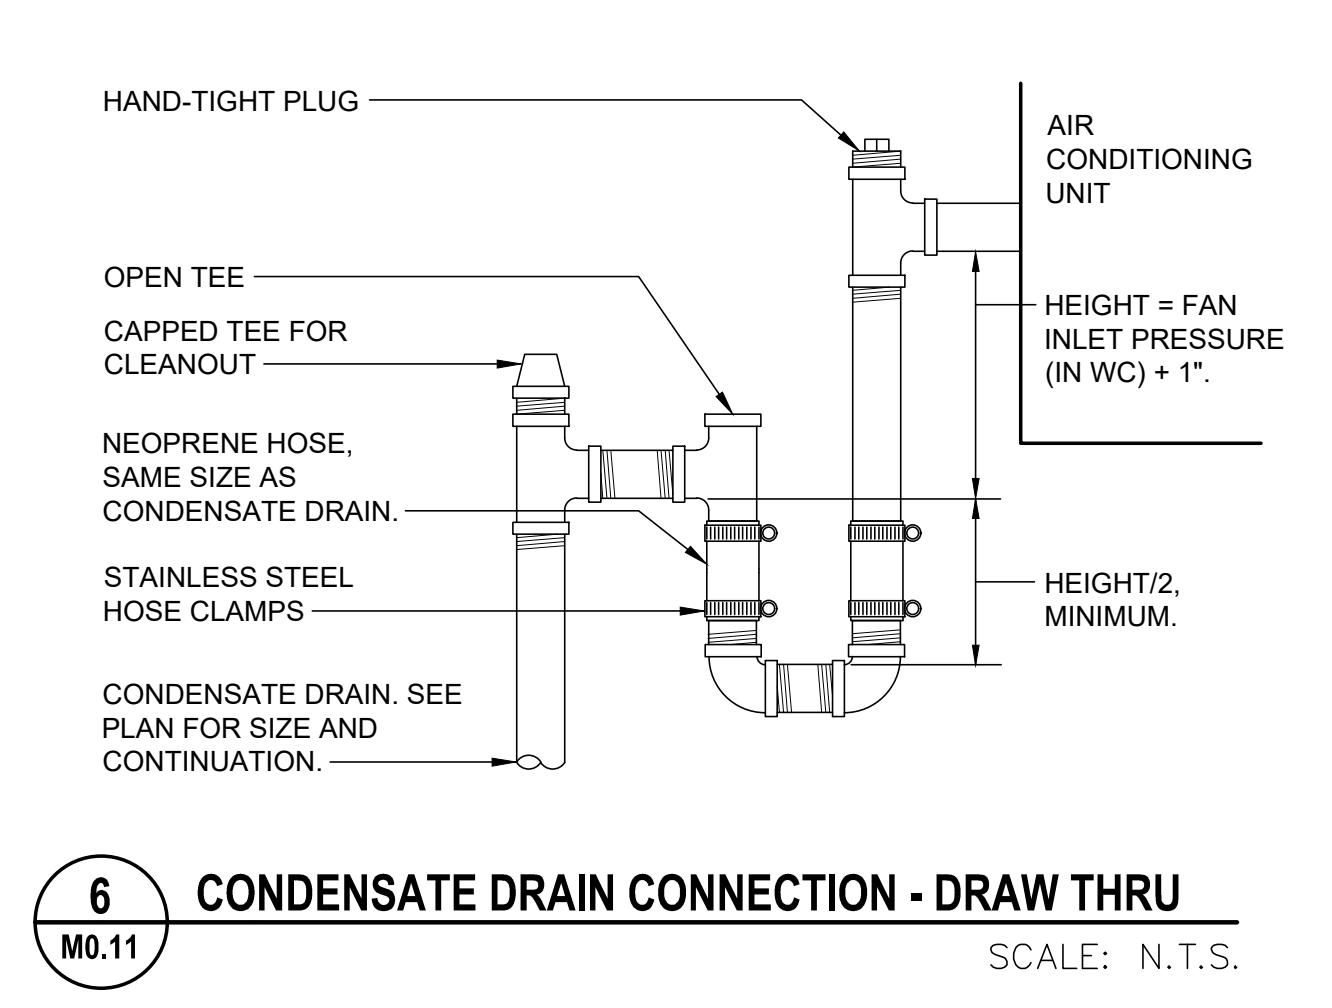 HAND-TIGHT PLUG
AIR
CONDITIONING
UNIT
OPEN TEE
CAPPED TEE FOR
CLEANOUT
HEIGHT = FAN
INLET PRESSURE
(IN WC) + 1".
NEOPRENE HOSE,
SAME SIZE AS
CONDENSATE DRAIN.
STAINLESS STEEL
HOSE CLAMPS
HEIGHT/2,
MINIMUM.
CONDENSATE DRAIN. SEE
PLAN FOR SIZE AND
CONTINUATION.
6
M0.11
CONDENSATE DRAIN CONNECTION - DRAW THRU
SCALE: N.T.S.